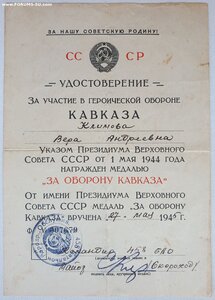 www.FORUMS-SU.com
ЗА НАШУ СОВЕТСКУЮ РОДИНУ!
СС СР
УДОСТОВЕРЕНИЕ
ЗА УЧАСТИЕ В ГЕРОИЧЕСКОЙ ОБОРОНЕ
КАВКАЗА
Климова
Вера Андреевна
Указом Президиума Верховного
Совета СССР от 1 мая 1944 года
НАГРАЖДЕН МЕДАЛЬЮ
„ЗА ОБОРОНУ КАВКАЗА"
От имени Президиума Верховного
Совета СССР медаль „За оборону
Кавказа" вручена 27 мая 1945 г.